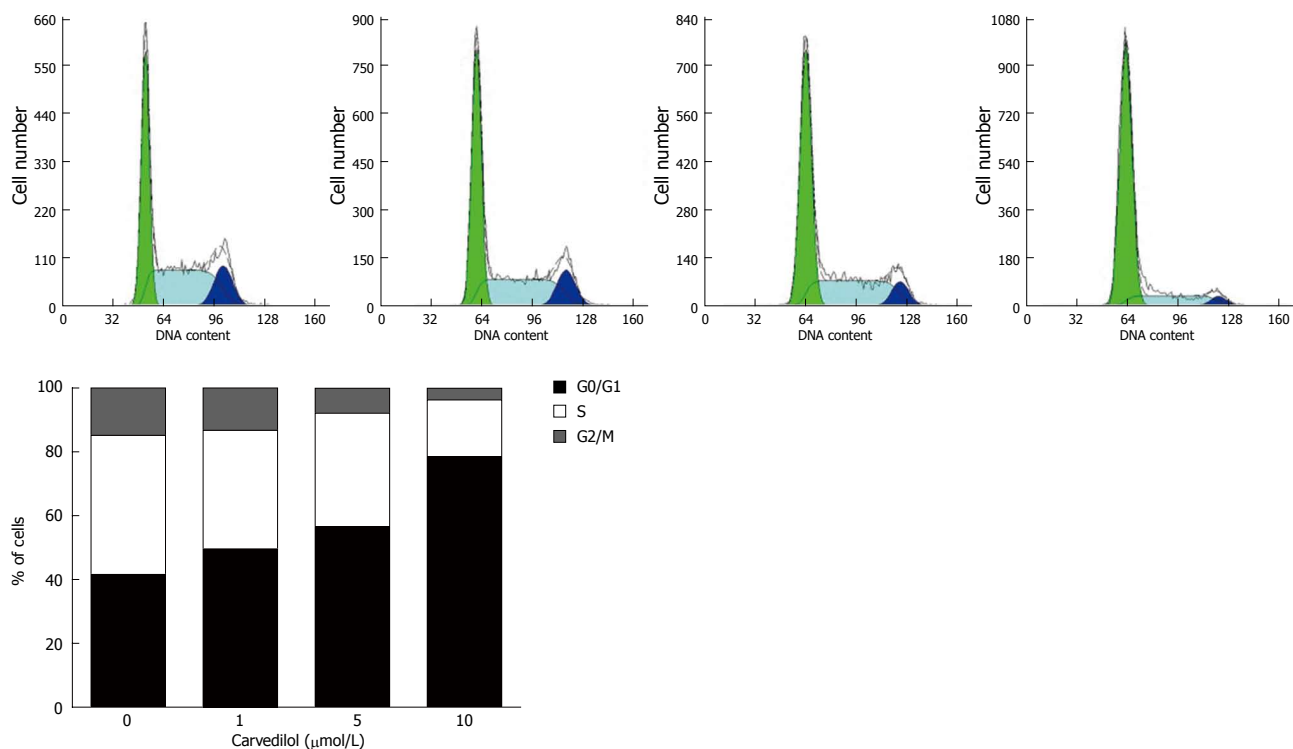 660
550
440
330
220
110
0
Cell number
0 32 64 96 128 160
DNA content
900
750
600
450
300
150
0
Cell number
0 32 64 96 128 160
DNA content
840
700
560
420
280
140
0
Cell number
0 32 64 96 128 160
DNA content
1080
900
720
540
360
180
0
Cell number
0 32 64 96 128 160
DNA content
100
80
60
40
20
0
% of cells
0 1 5 10
Carvedilol (μmol/L)
G0/G1
S
G2/M